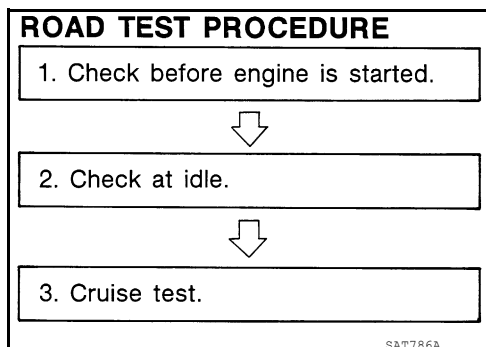 ROAD TEST PROCEDURE
1. Check before engine is started.
2. Check at idle.
3. Cruise test.
SAT786A